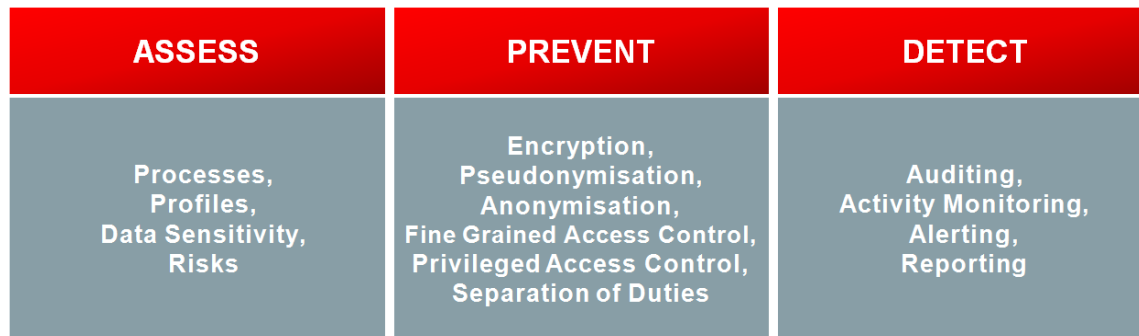 ASSESS
Processes,
Profiles,
Data Sensitivity,
Risks
PREVENT
Encryption,
Pseudonymisation,
Anonymisation,
Fine Grained Access Control,
Privileged Access Control,
Separation of Duties
DETECT
Auditing,
Activity Monitoring,
Alerting,
Reporting